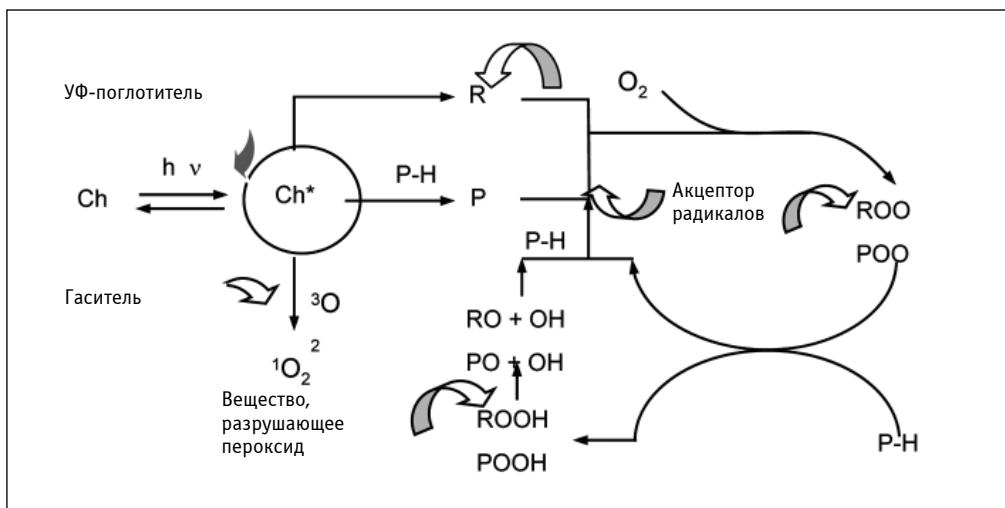 УФ-поглотитель
R
O₂
h ν
Ch
Ch*
P-H
P
Акцептор
радикалов
ROO
POO
P-H
Гаситель
³O
2
¹O₂
RO + OH
PO + OH
Вещество,
разрушающее
пероксид
ROOH
POOH
P-H